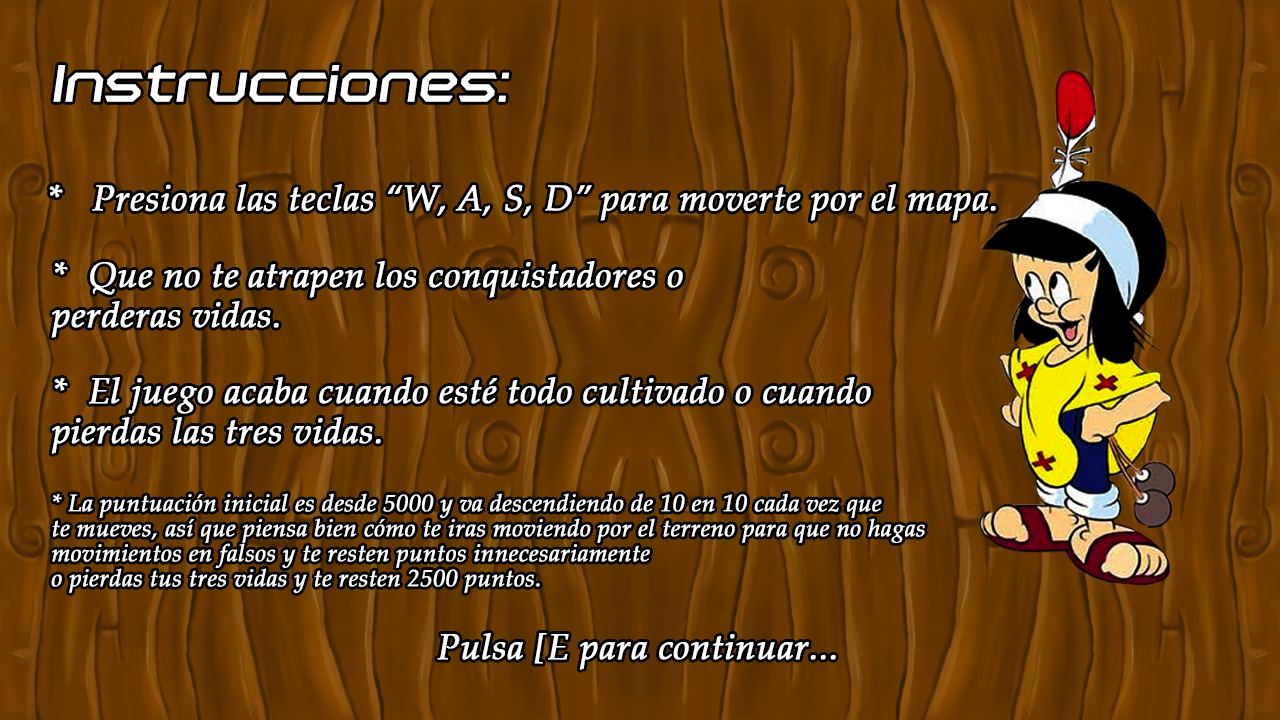 Instrucciones:
* Presiona las teclas “W, A, S, D” para moverte por el mapa.
* Que no te atrapen los conquistadores o
perderas vidas.
* El juego acaba cuando esté todo cultivado o cuando
pierdas las tres vidas.
* La puntuación inicial es desde 5000 y va descendiendo de 10 en 10 cada vez que
te mueves, así que piensa bien cómo te iras moviendo por el terreno para que no hagas
movimientos en falsos y te resten puntos innecesariamente
o pierdas tus tres vidas y te resten 2500 puntos.
Pulsa [E para continuar...